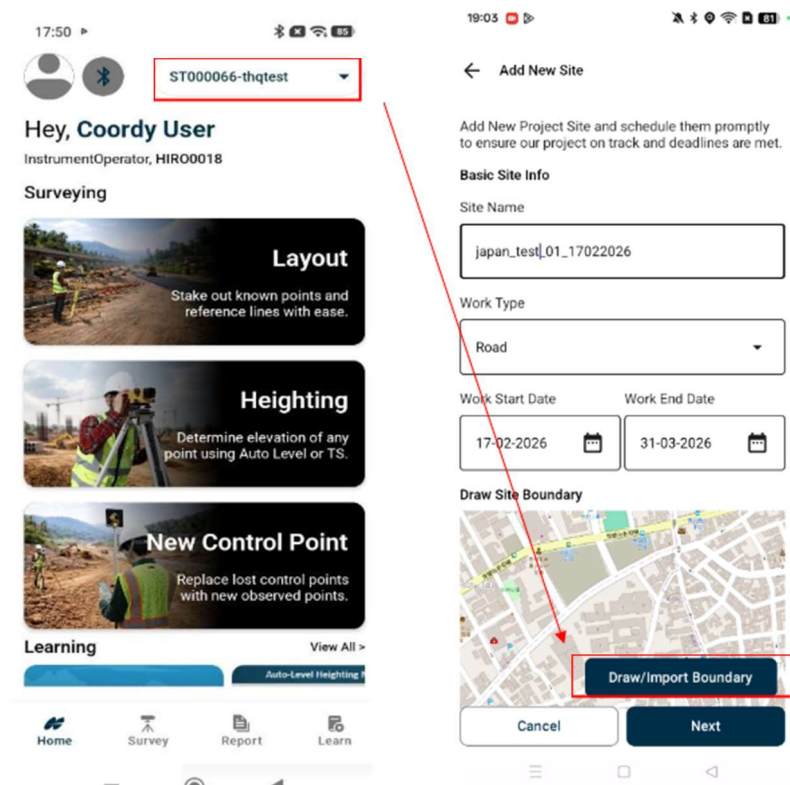 17:50
85
ST000066-thqtest
Hey, Coordy User
InstrumentOperator, HIRO0018
Surveying
Layout
Stake out known points and
reference lines with ease.
Heighting
Determine elevation of any
point using Auto Level or TS.
New Control Point
Replace lost control points
with new observed points.
Learning
View All >
Auto-Level Heighting
Home
Survey
Report
Learn
19:03
81
Add New Site
Add New Project Site and schedule them promptly
to ensure our project on track and deadlines are met.
Basic Site Info
Site Name
japan_test_01_17022026
Work Type
Road
Work Start Date
Work End Date
17-02-2026
31-03-2026
Draw Site Boundary
Draw/Import Boundary
Cancel
Next